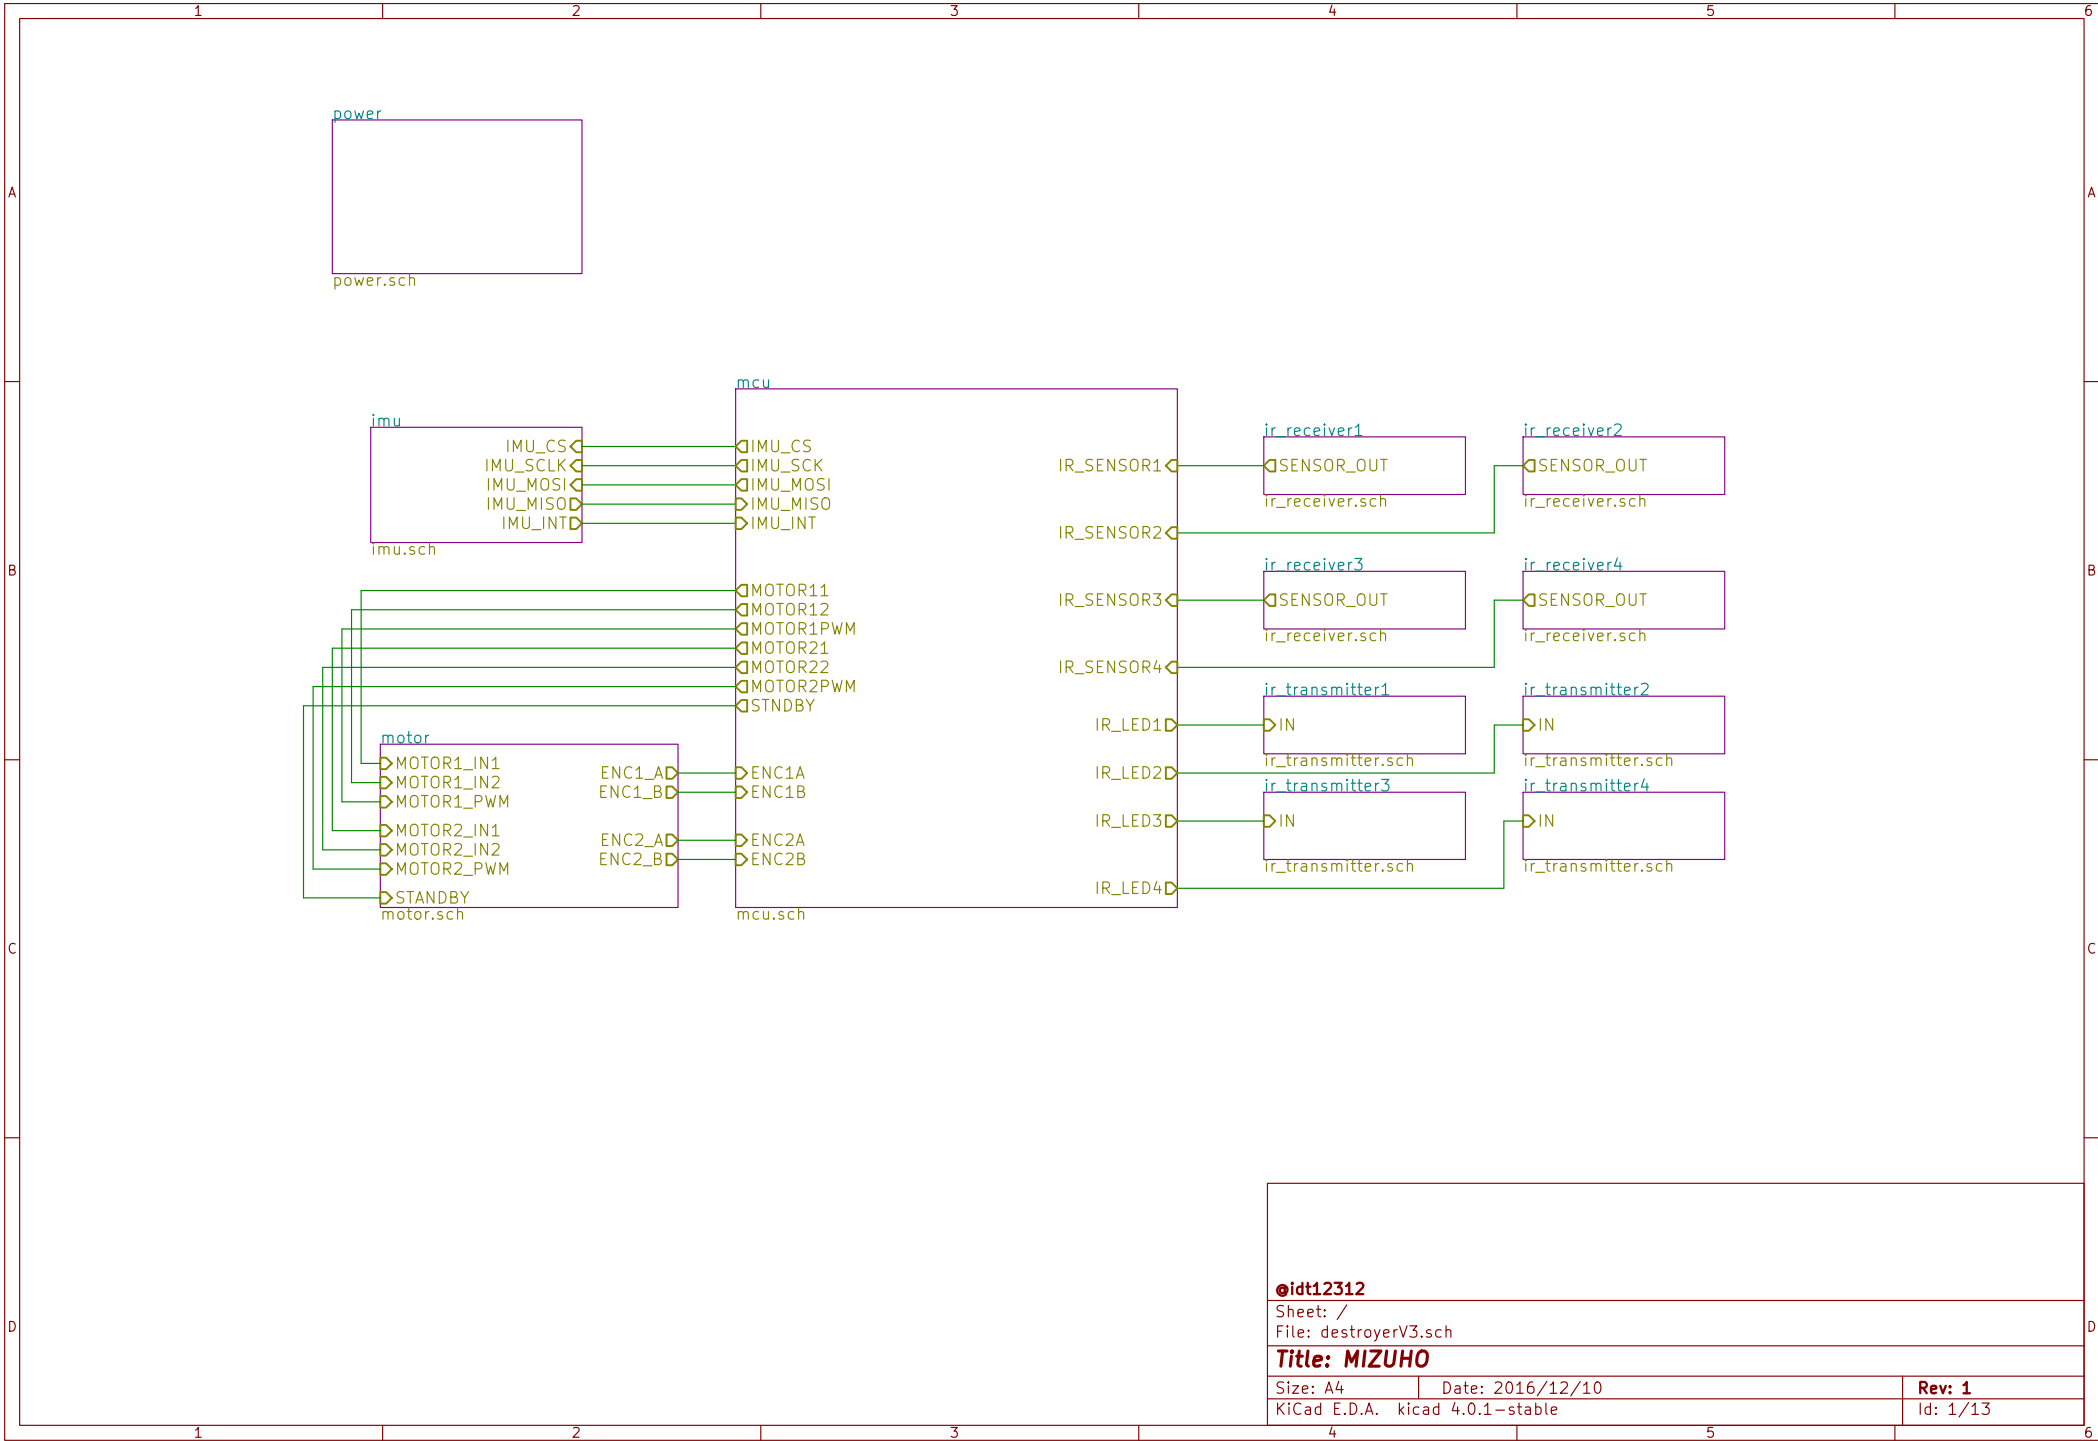 1 2 3 4 5 6
A A
B B
C C
D D
power
power.sch
imu
IMU_CS
IMU_SCLK
IMU_MOSI
IMU_MISO
IMU_INT
imu.sch
motor
MOTOR1_IN1
MOTOR1_IN2
MOTOR1_PWM
MOTOR2_IN1
MOTOR2_IN2
MOTOR2_PWM
STANDBY
ENC1_A
ENC1_B
ENC2_A
ENC2_B
motor.sch
mcu
IMU_CS
IMU_SCK
IMU_MOSI
IMU_MISO
IMU_INT
MOTOR11
MOTOR12
MOTOR1PWM
MOTOR21
MOTOR22
MOTOR2PWM
STNDBY
ENC1A
ENC1B
ENC2A
ENC2B
IR_SENSOR1
IR_SENSOR2
IR_SENSOR3
IR_SENSOR4
IR_LED1
IR_LED2
IR_LED3
IR_LED4
mcu.sch
ir_receiver1
SENSOR_OUT
ir_receiver.sch
ir_receiver2
SENSOR_OUT
ir_receiver.sch
ir_receiver3
SENSOR_OUT
ir_receiver.sch
ir_receiver4
SENSOR_OUT
ir_receiver.sch
ir_transmitter1
IN
ir_transmitter.sch
ir_transmitter2
IN
ir_transmitter.sch
ir_transmitter3
IN
ir_transmitter.sch
ir_transmitter4
IN
ir_transmitter.sch
@idt12312
Sheet: /
File: destroyerV3.sch
Title: MIZUHO
Size: A4 Date: 2016/12/10 Rev: 1
KiCad E.D.A. kicad 4.0.1-stable Id: 1/13
1 2 3 4 5 6